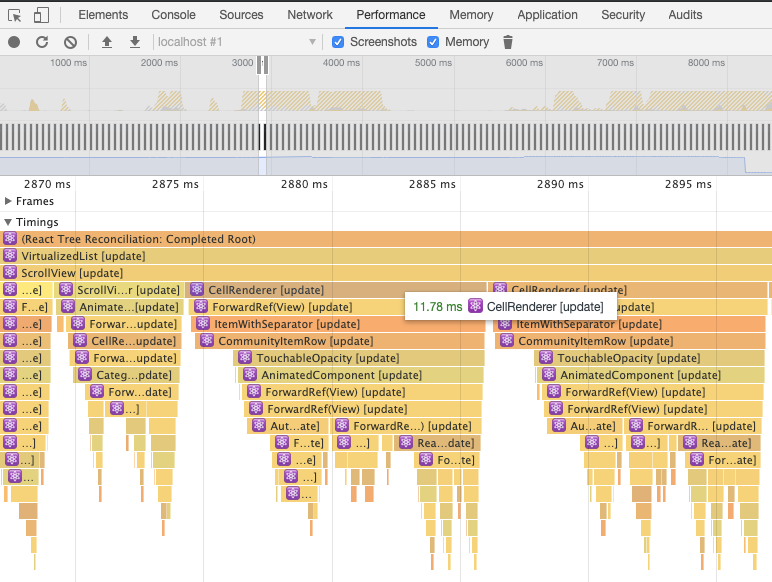 Elements Console Sources Network Performance Memory Application Security Audits
localhost #1 Screenshots Memory
1000 ms 2000 ms 3000 4000 ms 5000 ms 6000 ms 7000 ms 8000 ms
2870 ms 2875 ms 2880 ms 2885 ms 2890 ms 2895 ms
Frames
Timings
(React Tree Reconciliation: Completed Root)
VirtualizedList [update]
ScrollView [update]
...e] ScrollVi...r [update] CellRenderer [update] CellRenderer [update]
F...e] Animate...[update] ForwardRef(View) [update] 11.78 ms CellRenderer [update] date]
...e] Forwar...update] ItemWithSeparator [update] ItemWithSeparator [update]
...e] CellRe...update] CommunityItemRow [update] CommunityItemRow [update]
...e] Forwa...update] TouchableOpacity [update] TouchableOpacity [update]
...e] Categ...pdate] AnimatedComponent [update] AnimatedComponent [update]
...e] Forw...date] ForwardRef(View) [update] ForwardRef(View) [update]
...e] ...] ForwardRef(View) [update] ForwardRef(View) [update]
...e] Aut...ate] ForwardRe...) [update] Au...ate] ForwardR... [update]
...] F...te] ...] Rea...date] ...] ...] Rea...ate]
...] ...e] Fo...te] For...ate]
... ...]
...